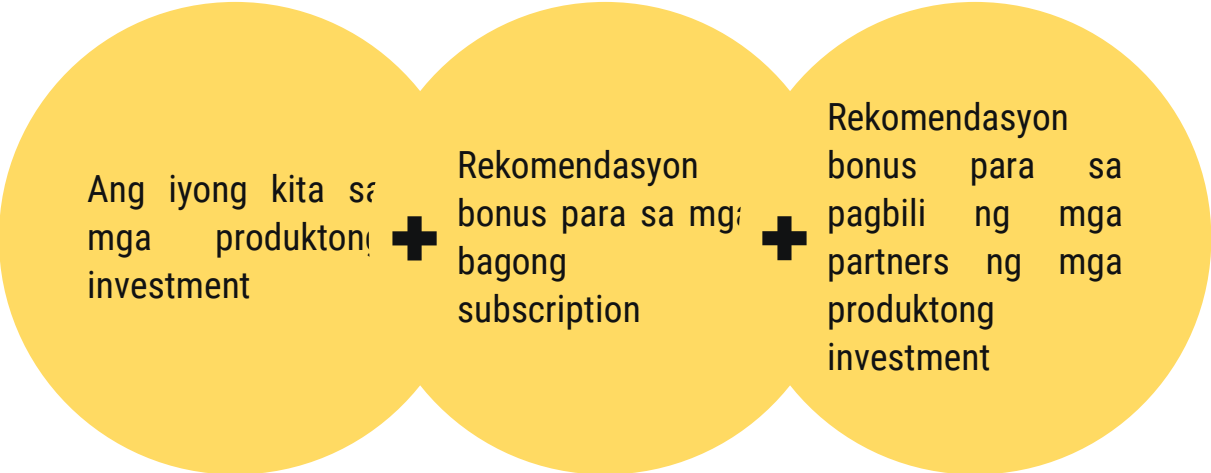 Ang iyong kita sa
mga produktong
investment
Rekomendasyon
bonus para sa mga
bagong
subscription
Rekomendasyon
bonus para sa
pagbili ng mga
partners ng mga
produktong
investment